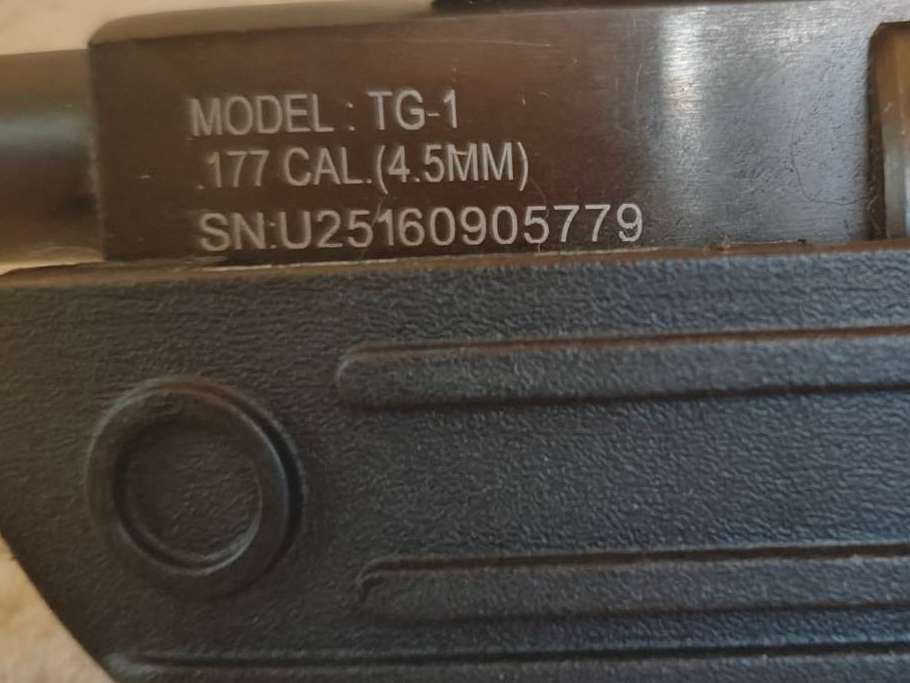 MODEL : TG-1
.177 CAL.(4.5MM)
SN:U25160905779